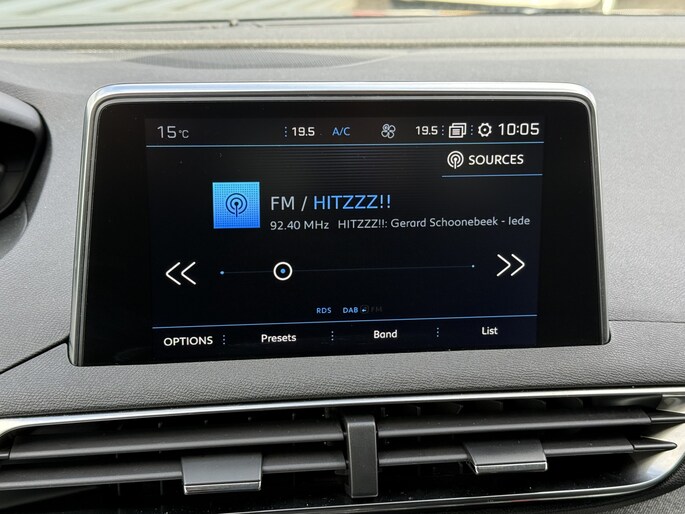 15°C 19.5 A/C 19.5 10:05
SOURCES
FM / HITZZZ!!
92.40 MHz HITZZZ!!: Gerard Schoonebeek - Iede
RDS DAB FM
OPTIONS Presets Band List